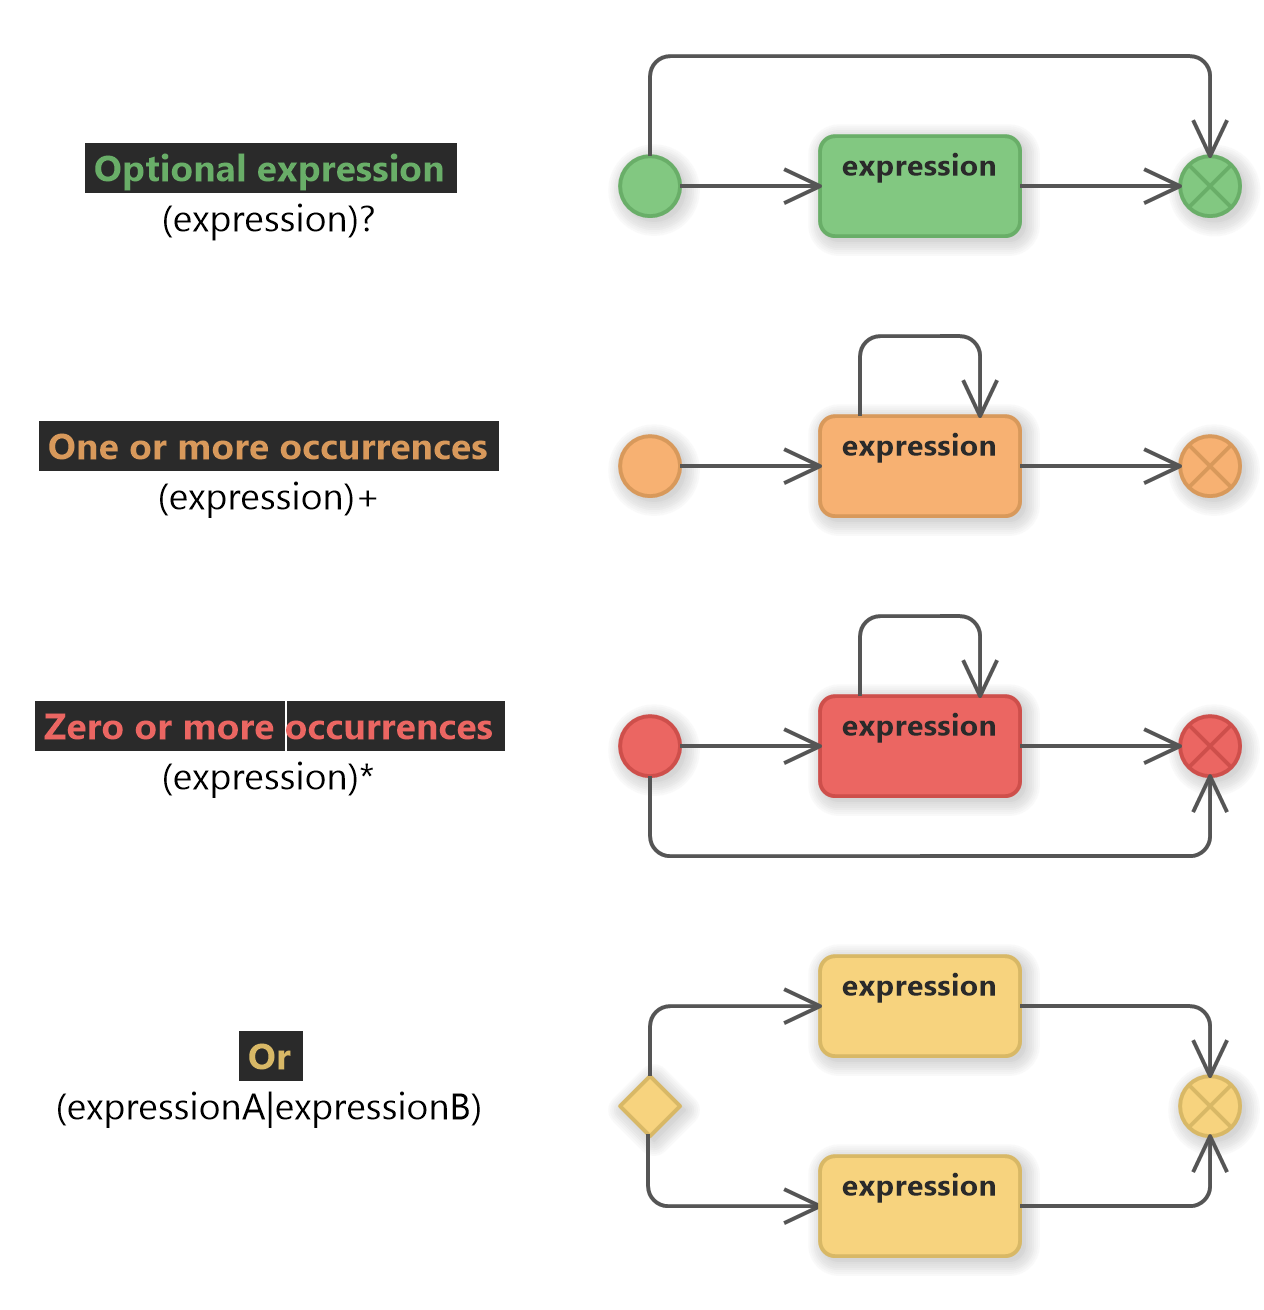 Optional expression
(expression)?
expression
One or more occurrences
(expression)+
expression
Zero or more occurrences
(expression)*
expression
expression
Or
(expressionA|expressionB)
expression